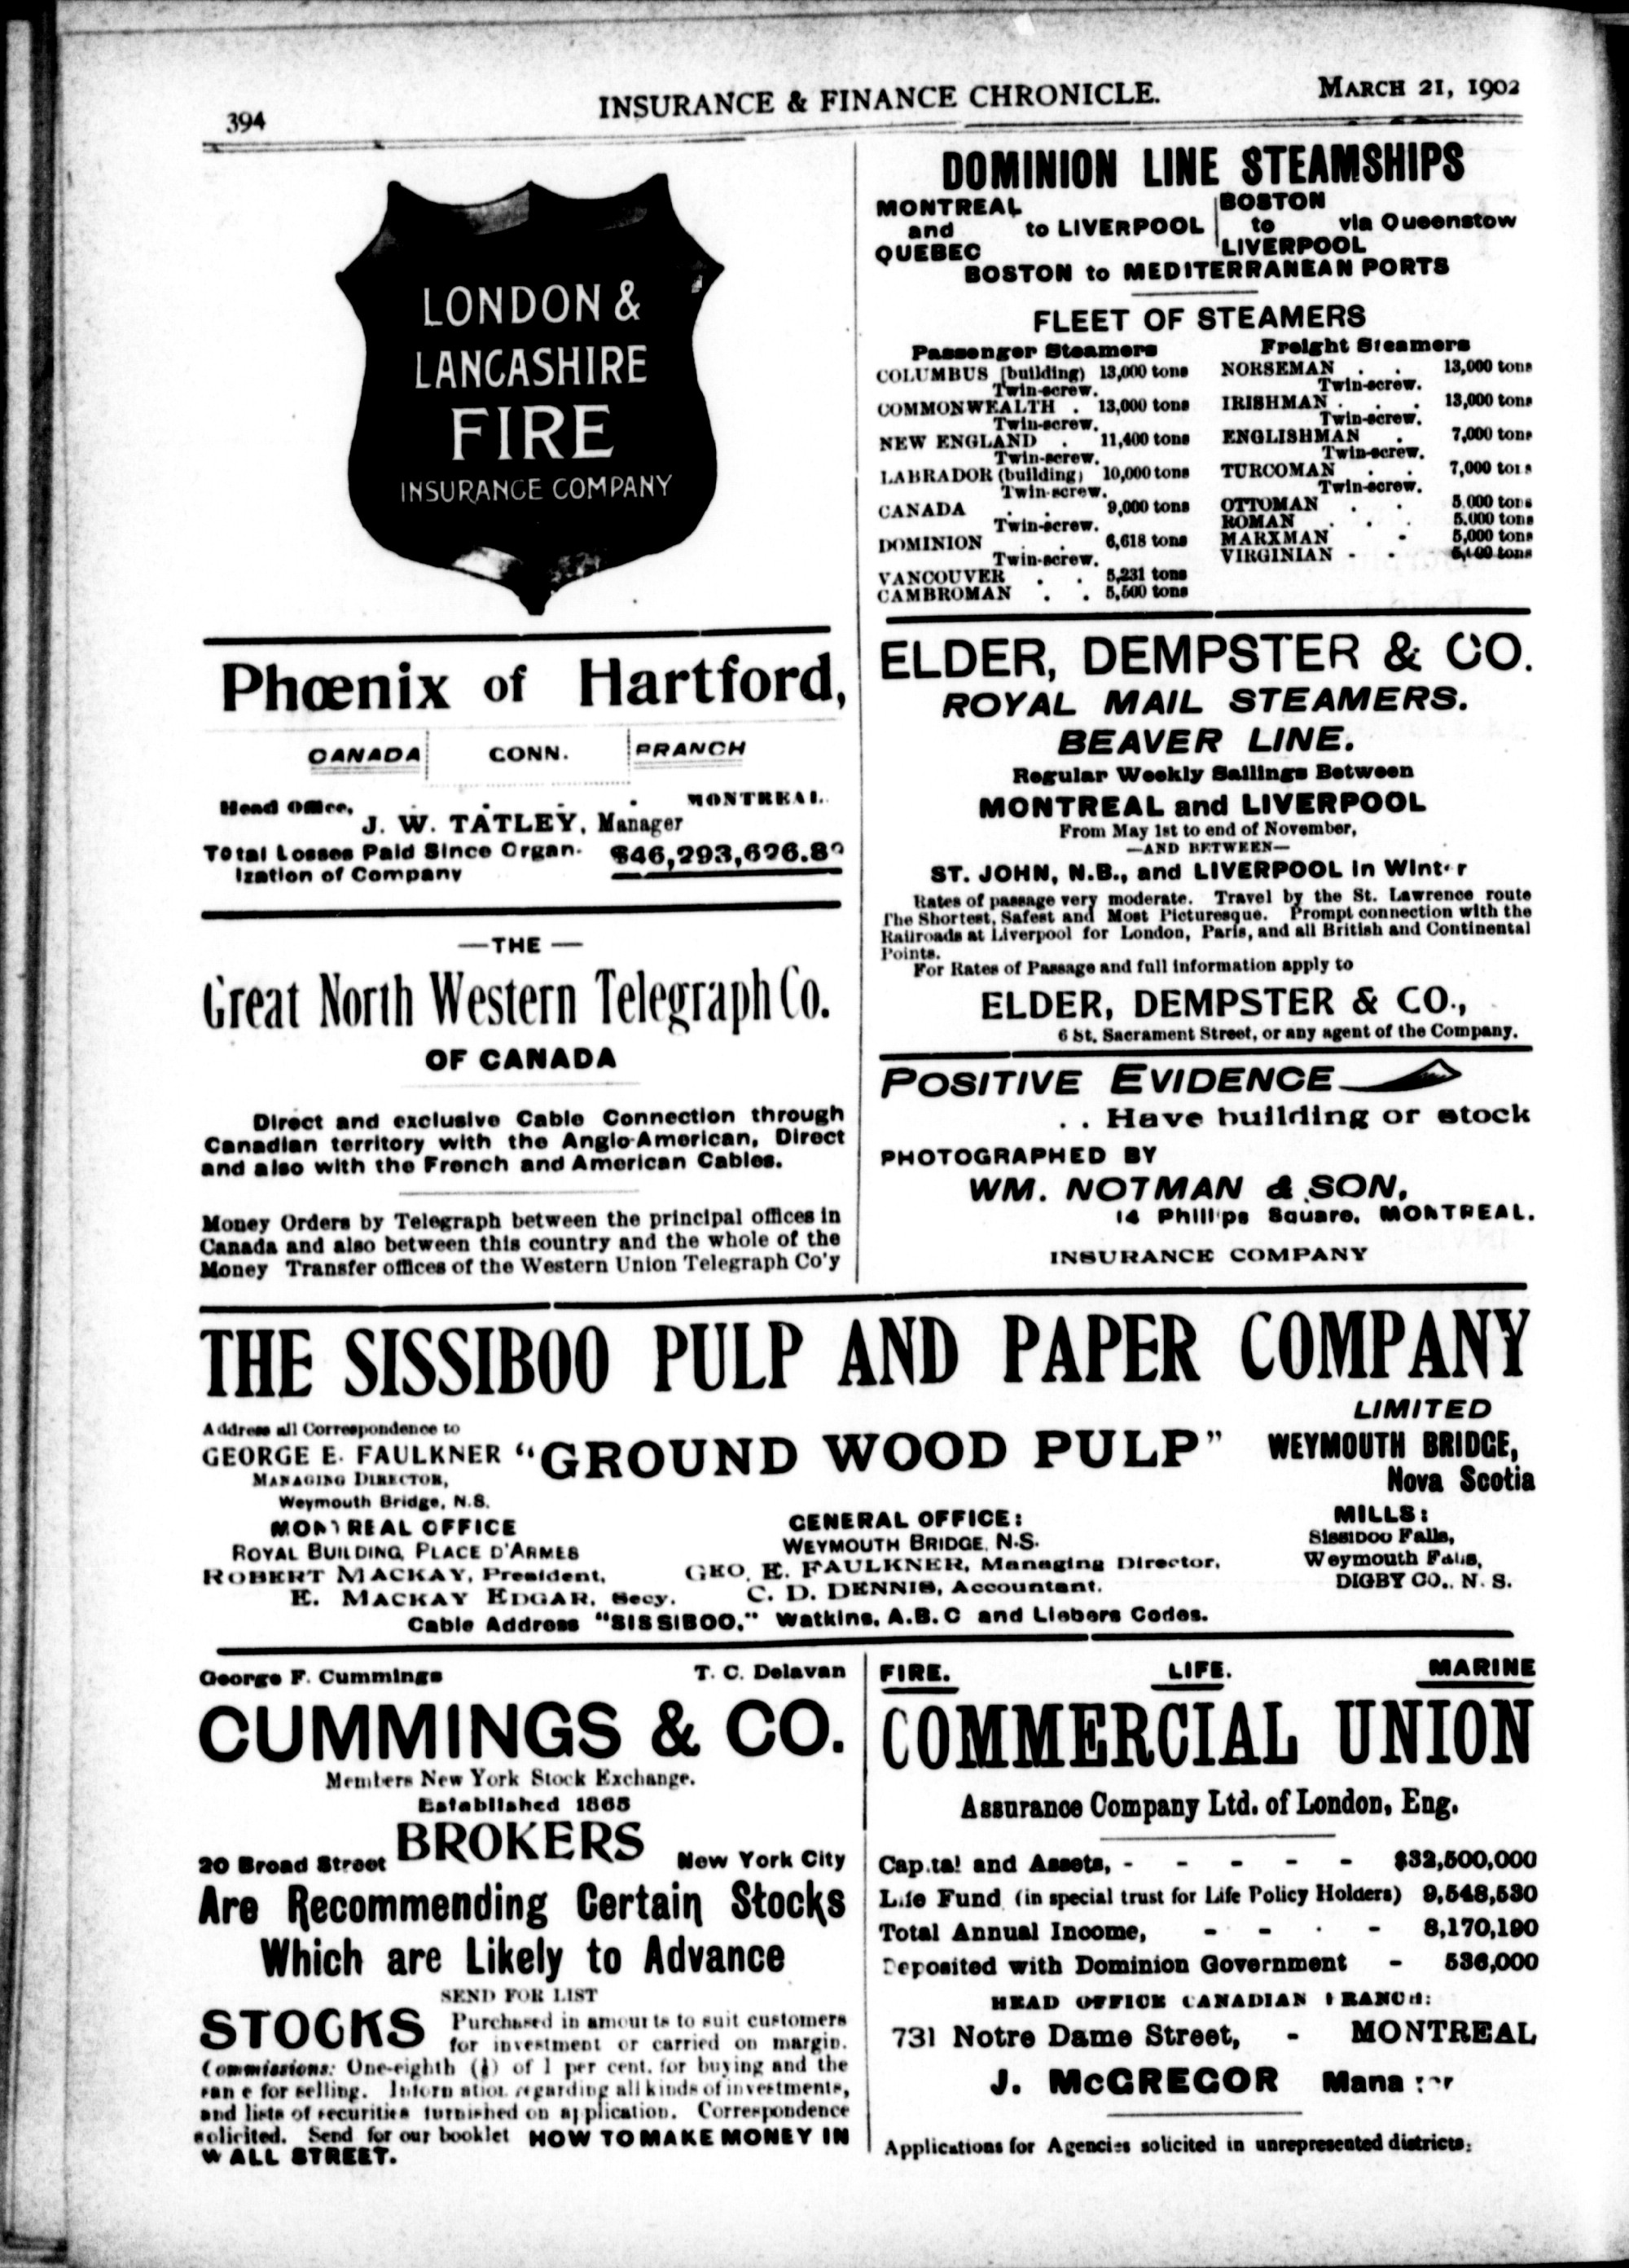 394
INSURANCE & FINANCE CHRONICLE.
MARCH 21, 1902
LONDON &
LANCASHIRE
FIRE
INSURANCE COMPANY
Phœnix of Hartford,
CANADA CONN. BRANCH
Head Office, . . . MONTREAL.
J. W. TATLEY, Manager
Total Losses Paid Since Organ-
ization of Company
— THE —
Great North Western Telegraph Co.
OF CANADA
Direct and exclusive Cable Connection through
Canadian territory with the Anglo-American, Direct
and also with the French and American Cables.
Money Orders by Telegraph between the principal offices in
Canada and also between this country and the whole of the
Money Transfer offices of the Western Union Telegraph Co'y
DOMINION LINE STEAMSHIPS
MONTREAL
and to LIVERPOOL
QUEBEC
BOSTON
to via Queenstow
LIVERPOOL
BOSTON to MEDITERRANEAN PORTS
FLEET OF STEAMERS
Passenger Steamers
COLUMBUS (building) 13,000 tons
Twin-screw.
COMMONWEALTH . 13,000 tons
Twin-screw.
NEW ENGLAND . 11,400 tons
Twin-screw.
LABRADOR (building) 10,000 tons
Twin-screw.
CANADA . . 9,000 tons
Twin-screw.
DOMINION . . 6,618 tons
Twin-screw.
VANCOUVER . . 5,231 tons
CAMBROMAN . . 5,500 tons
Freight Steamers
NORSEMAN . . 13,000 tons
Twin-screw.
IRISHMAN . . . 13,000 tons
Twin-screw.
ENGLISHMAN . 7,000 tons
Twin-screw.
TURCOMAN . . 7,000 tons
Twin-screw.
OTTOMAN . . 5,000 tons
ROMAN . . . 5,000 tons
MARXMAN - 5,000 tons
VIRGINIAN - - tons
ELDER, DEMPSTER & CO.
ROYAL MAIL STEAMERS.
BEAVER LINE.
Regular Weekly Sailings Between
MONTREAL and LIVERPOOL
From May 1st to end of November,
—AND BETWEEN—
ST. JOHN, N.B., and LIVERPOOL in Winter
Rates of passage very moderate. Travel by the St. Lawrence route
The Shortest, Safest and Most Picturesque. Prompt connection with the
Railroads at Liverpool for London, Paris, and all British and Continental
Points.
For Rates of Passage and full information apply to
ELDER, DEMPSTER & CO.,
6 St. Sacrament Street, or any agent of the Company.
POSITIVE EVIDENCE
. . Have building or stock
PHOTOGRAPHED BY
WM. NOTMAN & SON,
14 Phillips Square, MONTREAL.
INSURANCE COMPANY
THE SISSIBOO PULP AND PAPER COMPANY
LIMITED
Address all Correspondence to
GEORGE E. FAULKNER
MANAGING DIRECTOR,
Weymouth Bridge, N.S.
"GROUND WOOD PULP"
WEYMOUTH BRIDGE,
Nova Scotia
MONTREAL OFFICE
ROYAL BUILDING, PLACE D'ARMES
ROBERT MACKAY, President,
E. MACKAY EDGAR, Secy.
GENERAL OFFICE:
WEYMOUTH BRIDGE, N.S.
GEO. E. FAULKNER, Managing Director,
C. D. DENNIS, Accountant.
MILLS:
Sissiboo Falls,
Weymouth Falls,
DIGBY CO., N. S.
Cable Address "SISSIBOO." Watkins, A.B.C and Liebers Codes.
George F. Cummings T. C. Delavan
CUMMINGS & CO.
Members New York Stock Exchange.
Established
20 Broad Street BROKERS New York City
Are Recommending Certain Stocks
Which are Likely to Advance
SEND FOR LIST
STOCKS Purchased in amounts to suit customers
for investment or carried on margin.
Commissions: One-eighth (⅛) of 1 per cent. for buying and the
same for selling. Information regarding all kinds of investments,
and lists of securities furnished on application. Correspondence
solicited. Send for our booklet HOW TO MAKE MONEY IN
WALL STREET.
FIRE. LIFE. MARINE
COMMERCIAL UNION
Assurance Company Ltd. of London, Eng.
Capital and Assets, - - - - - $32,500,000
Life Fund (in special trust for Life Policy Holders) 9,548,530
Total Annual Income, - - - - 8,170,190
Deposited with Dominion Government - 536,000
HEAD OFFICE CANADIAN BRANCH:
731 Notre Dame Street, - MONTREAL
J. McGREGOR Manager
Applications for Agencies solicited in unrepresented districts.